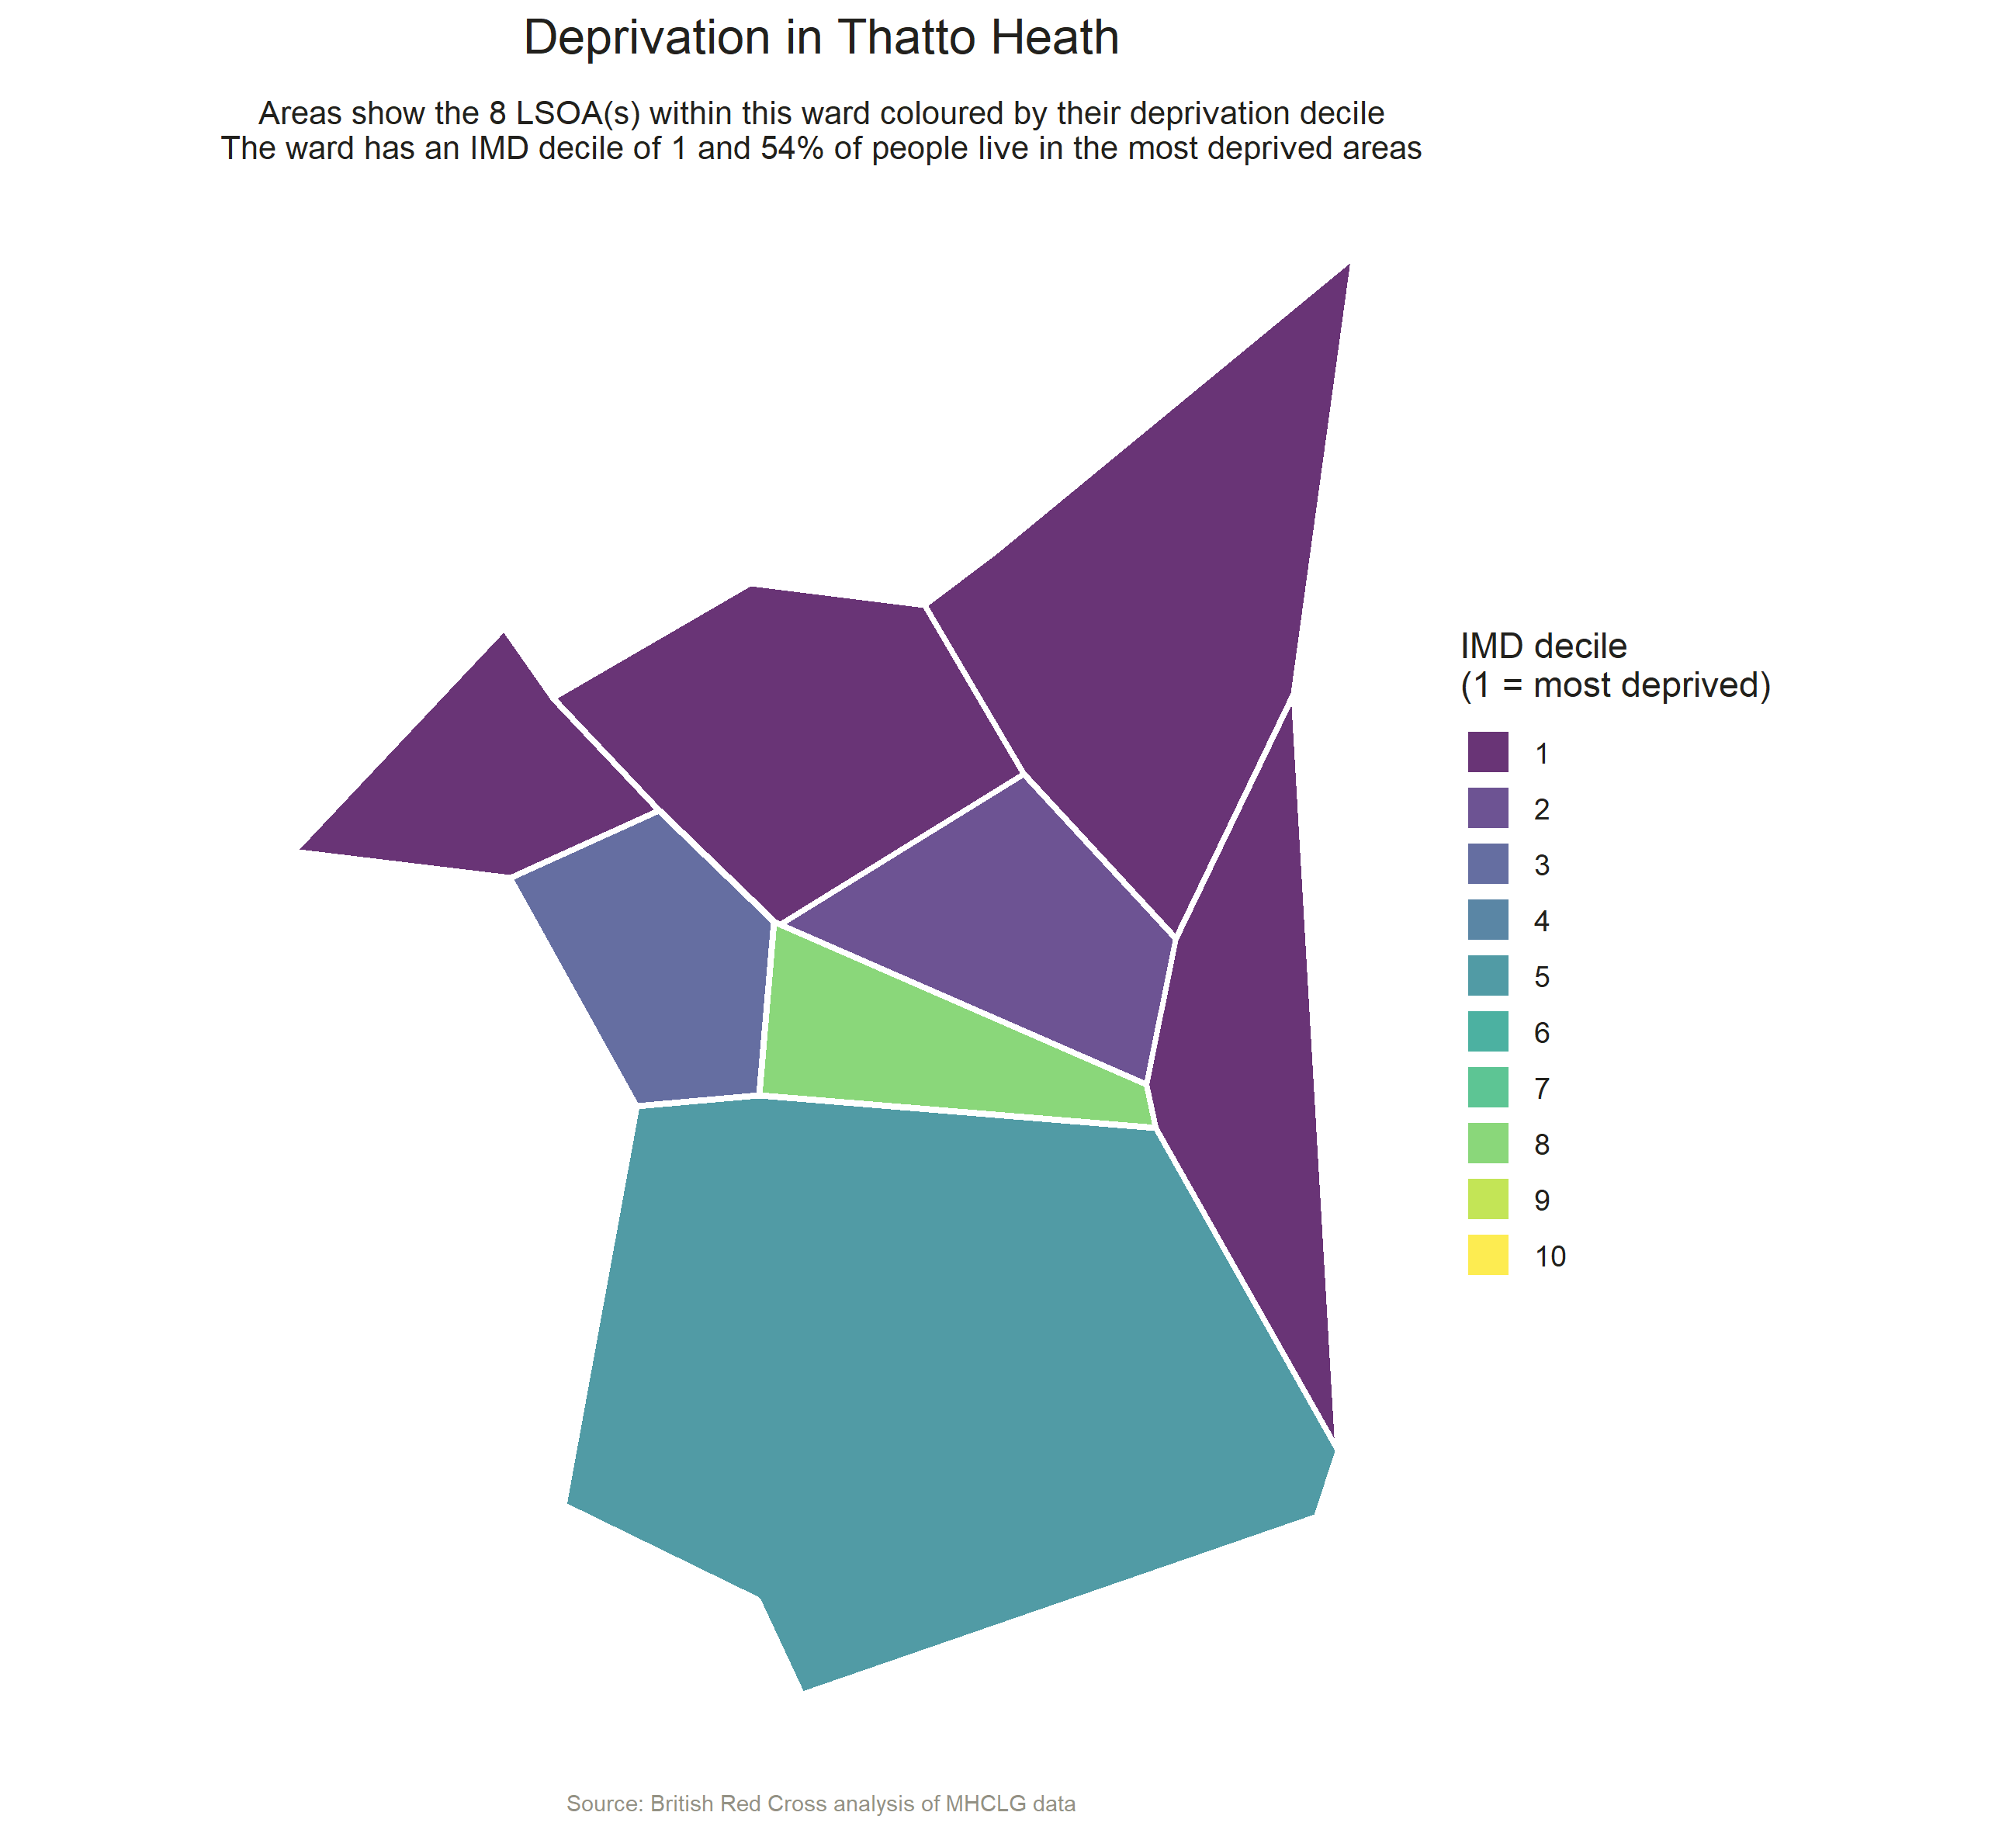 Deprivation in Thatto Heath
Areas show the 8 LSOA(s) within this ward coloured by their deprivation decile
The ward has an IMD decile of 1 and 54% of people live in the most deprived areas
IMD decile
(1 = most deprived)
1
2
3
4
5
6
7
8
9
10
Source: British Red Cross analysis of MHCLG data